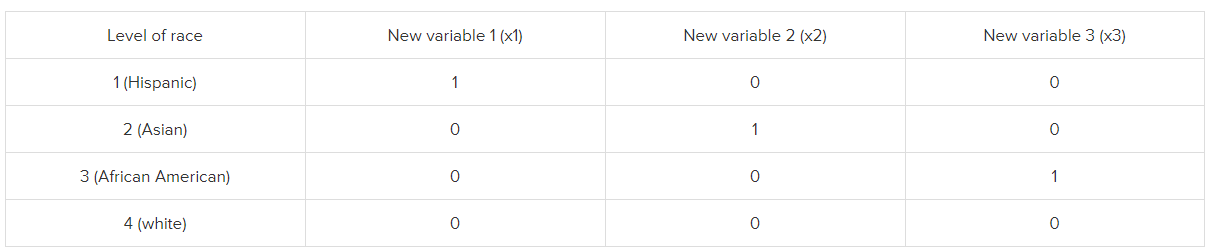 Level of race New variable 1 (x1) New variable 2 (x2) New variable 3 (x3)
1 (Hispanic) 1 0 0
2 (Asian) 0 1 0
3 (African American) 0 0 1
4 (white) 0 0 0